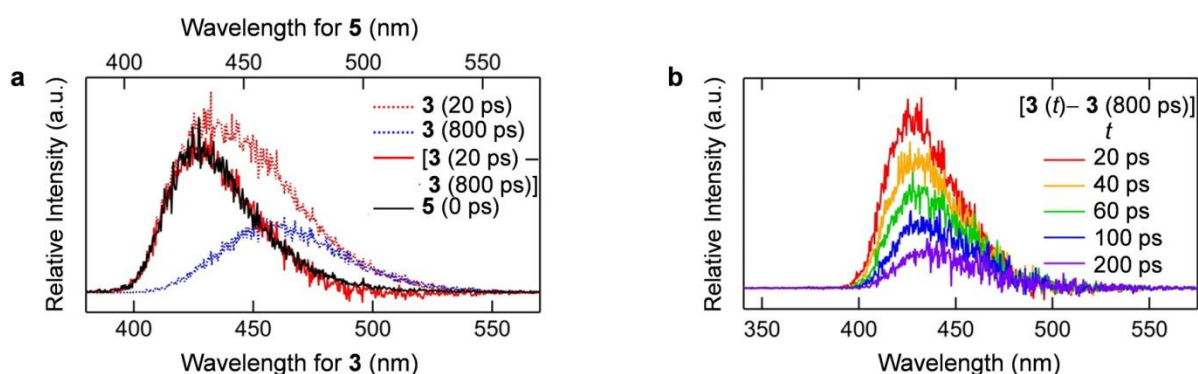 Wavelength for 5 (nm)
400 450 500 550
a
Relative Intensity (a.u.)
3 (20 ps)
3 (800 ps)
[3 (20 ps) –
3 (800 ps)]
5 (0 ps)
400 450 500 550
Wavelength for 3 (nm)
b
Relative Intensity (a.u.)
[3 (t)– 3 (800 ps)]
t
20 ps
40 ps
60 ps
100 ps
200 ps
350 400 450 500 550
Wavelength (nm)